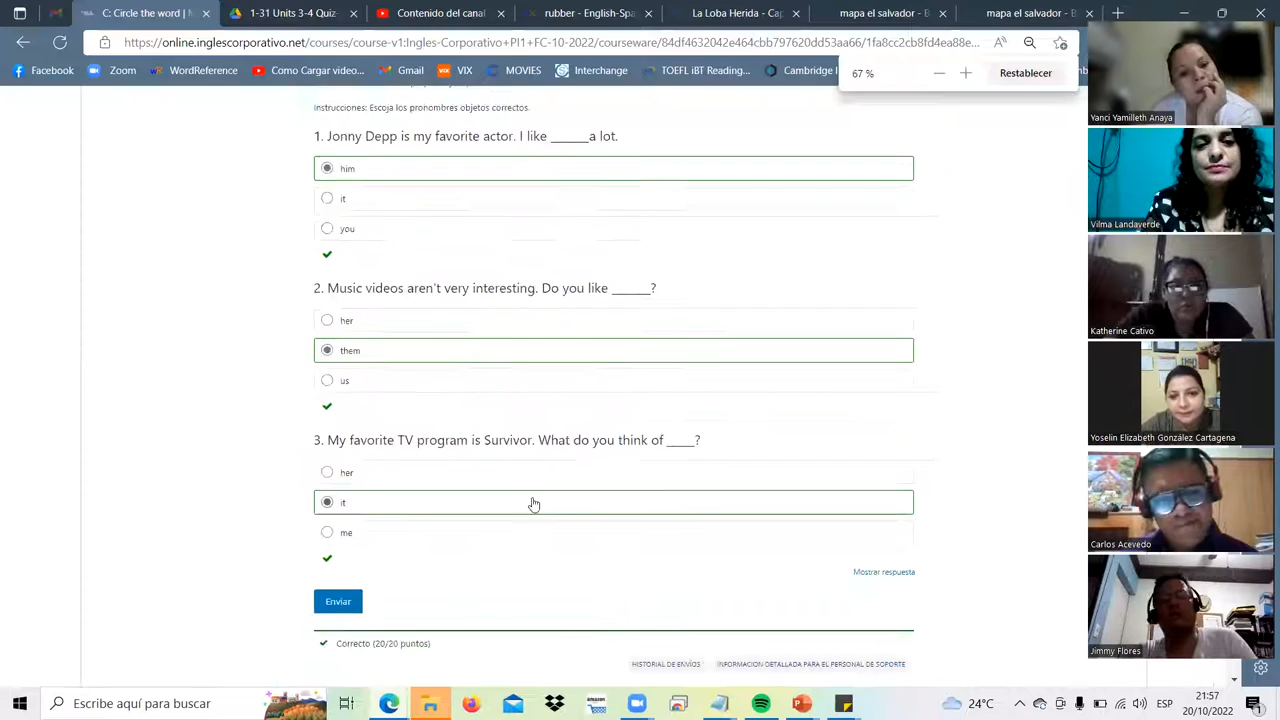 C: Circle the word | N
1-31 Units 3-4 Quiz-
Contenido del cana
rubber - English-Spa
La Loba Herida - Cap
mapa el salvador - B
mapa el salvador - B
https://online.inglescorporativo.net/courses/course-v1:Ingles-Corporativo+PI1+FC-10-2022/courseware/84df4632042e464cbb797620dd53aa66/1fa8cc2cb8fd4ea8e...
Facebook
Zoom
WordReference
Como Cargar video...
Gmail
VIX
MOVIES
Interchange
TOEFL iBT Reading...
Cambridge
67 %
Restablecer
Instrucciones: Escoja los pronombres objetos correctos.
1. Jonny Depp is my favorite actor. I like ______a lot.
him
it
you
2. Music videos aren't very interesting. Do you like ______?
her
them
us
3. My favorite TV program is Survivor. What do you think of ____?
her
it
me
Mostrar respuesta
Enviar
Correcto (20/20 puntos)
HISTORIAL DE ENVÍOS
INFORMACIÓN DETALLADA PARA EL PERSONAL DE SOPORTE
Yanci Yamilleth Anaya
Vilma Landaverde
Katherine Cativo
Yoselin Elizabeth González Cartagena
Carlos Acevedo
Jimmy Flores
Escribe aquí para buscar
24°C
ESP
21:57
20/10/2022